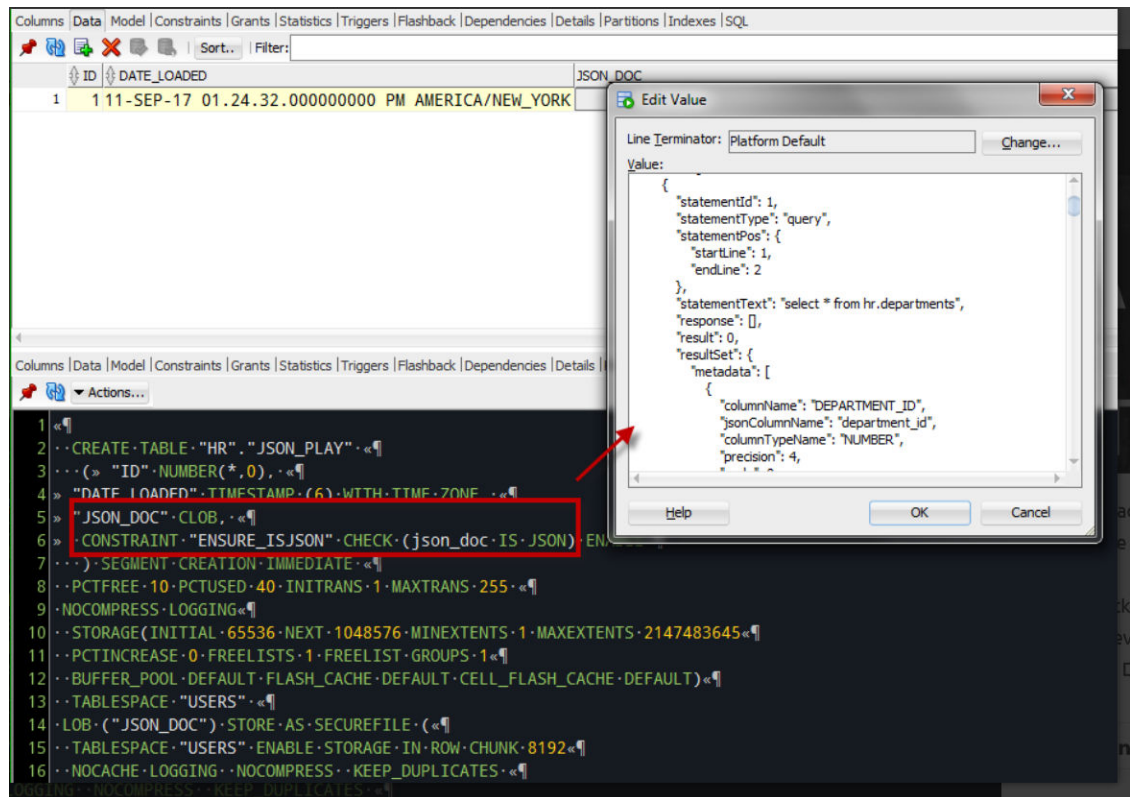 Columns Data Model |Constraints |Grants |Statistics |Triggers |Flashback |Dependencies |Details |Partitions |Indexes |SQL
Sort.. Filter:
ID DATE_LOADED JSON_DOC
1 1 11-SEP-17 01.24.32.000000000 PM AMERICA/NEW_YORK
Edit Value
Line Terminator: Platform Default Change...
Value:
{
"statementId": 1,
"statementType": "query",
"statementPos": {
"startLine": 1,
"endLine": 2
},
"statementText": "select * from hr.departments",
"response": [],
"result": 0,
"resultSet": {
"metadata": [
{
"columnName": "DEPARTMENT_ID",
"jsonColumnName": "department_id",
"columnTypeName": "NUMBER",
"precision": 4,
Help OK Cancel
Columns |Data |Model |Constraints |Grants |Statistics |Triggers |Flashback |Dependencies |Details |
Actions...
1 «¶
2 ··CREATE·TABLE·"HR"."JSON_PLAY"·«¶
3 ···(» "ID"·NUMBER(*,0),·«¶
4 » "DATE_LOADED"·TIMESTAMP·(6)·WITH·TIME·ZONE··«¶
5 » "JSON_DOC"·CLOB,·«¶
6 » ·CONSTRAINT·"ENSURE_ISJSON"·CHECK·(json_doc·IS·JSON)
7 ···)·SEGMENT·CREATION·IMMEDIATE·«¶
8 ··PCTFREE·10·PCTUSED·40·INITRANS·1·MAXTRANS·255·«¶
9 ·NOCOMPRESS·LOGGING«¶
10 ··STORAGE(INITIAL·65536·NEXT·1048576·MINEXTENTS·1·MAXEXTENTS·2147483645«¶
11 ··PCTINCREASE·0·FREELISTS·1·FREELIST·GROUPS·1«¶
12 ··BUFFER_POOL·DEFAULT·FLASH_CACHE·DEFAULT·CELL_FLASH_CACHE·DEFAULT)«¶
13 ··TABLESPACE·"USERS"·«¶
14 ·LOB·("JSON_DOC")·STORE·AS·SECUREFILE·(«¶
15 ··TABLESPACE·"USERS"·ENABLE·STORAGE·IN·ROW·CHUNK·8192«¶
16 ··NOCACHE·LOGGING··NOCOMPRESS··KEEP_DUPLICATES·«¶